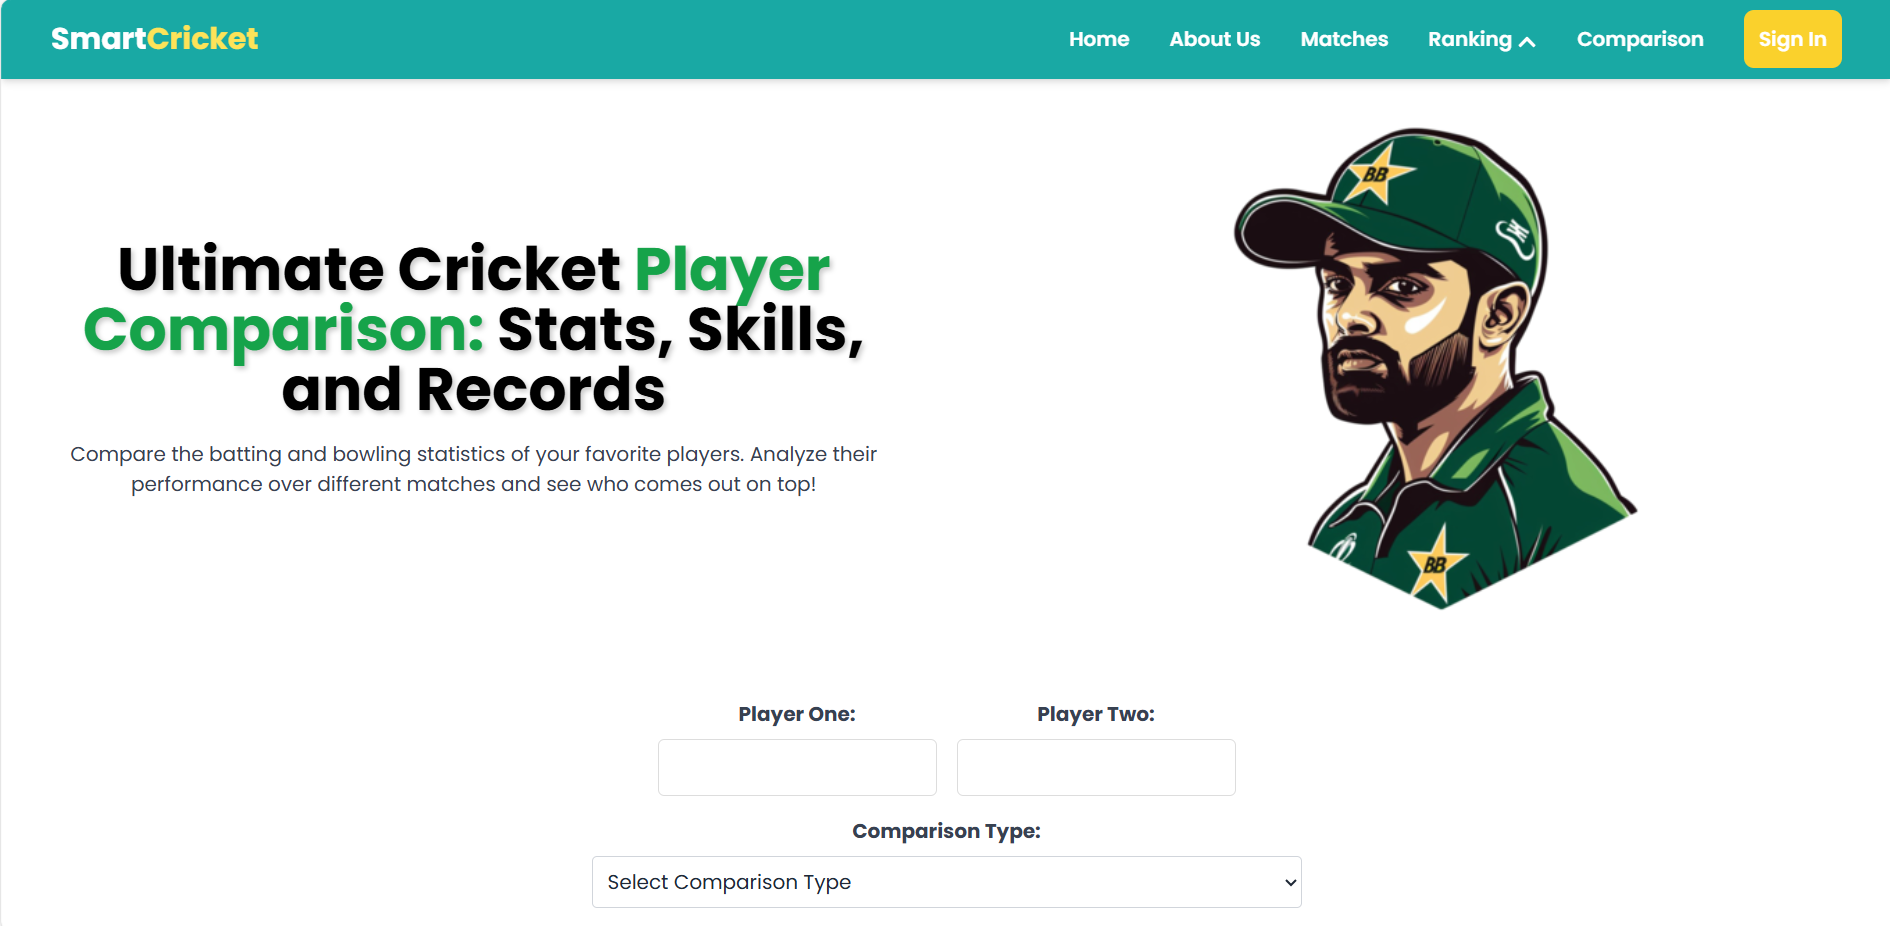 SmartCricket
Home About Us Matches Ranking Comparison Sign In
BB
Ultimate Cricket Player
Comparison: Stats, Skills,
and Records
Compare the batting and bowling statistics of your favorite players. Analyze their
performance over different matches and see who comes out on top!
BB
Player One: Player Two:
Comparison Type:
Select Comparison Type